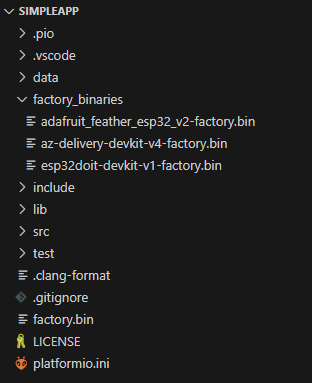 SIMPLEAPP
.pio
.vscode
data
factory_binaries
adafruit_feather_esp32_v2-factory.bin
az-delivery-devkit-v4-factory.bin
esp32doit-devkit-v1-factory.bin
include
lib
src
test
.clang-format
.gitignore
factory.bin
LICENSE
platformio.ini